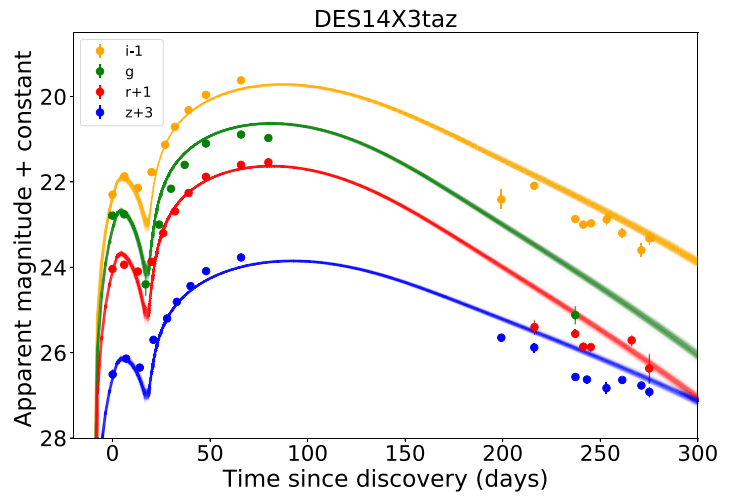 DES14X3taz
i-1
g
r+1
z+3
Apparent magnitude + constant
20
22
24
26
28
0 50 100 150 200 250 300
Time since discovery (days)